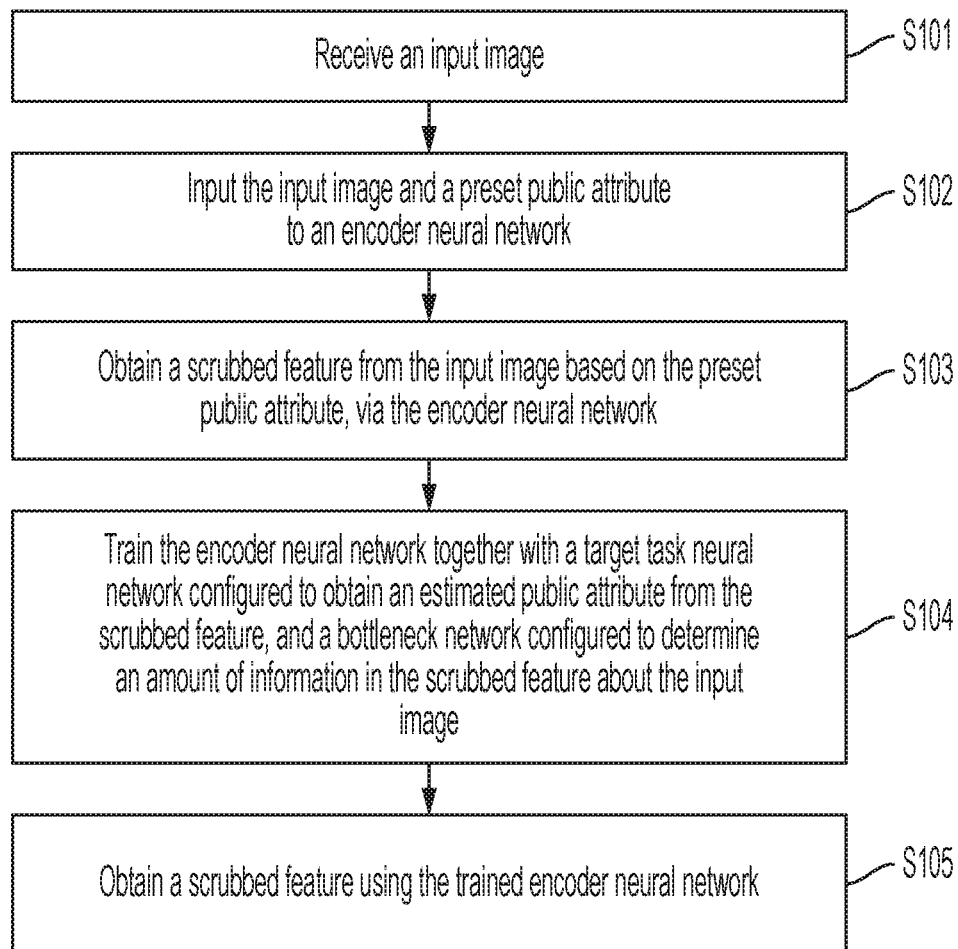 Receive an input image
S101
Input the input image and a preset public attribute
to an encoder neural network
S102
Obtain a scrubbed feature from the input image based on the preset
public attribute, via the encoder neural network
S103
Train the encoder neural network together with a target task neural
network configured to obtain an estimated public attribute from the
scrubbed feature, and a bottleneck network configured to determine
an amount of information in the scrubbed feature about the input
image
S104
Obtain a scrubbed feature using the trained encoder neural network
S105